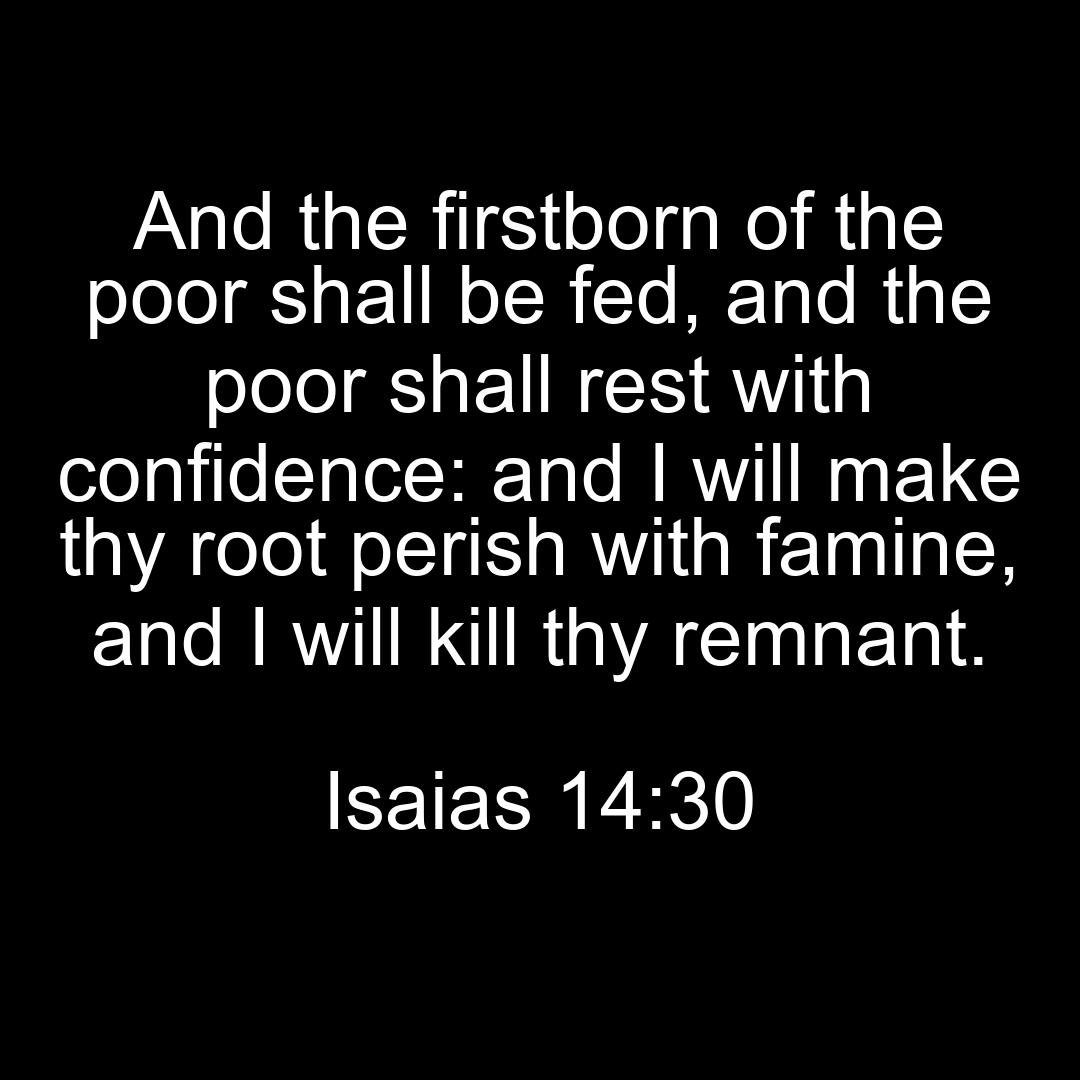 And the firstborn of the
poor shall be fed, and the
poor shall rest with
confidence: and I will make
thy root perish with famine,
and I will kill thy remnant.
Isaias 14:30